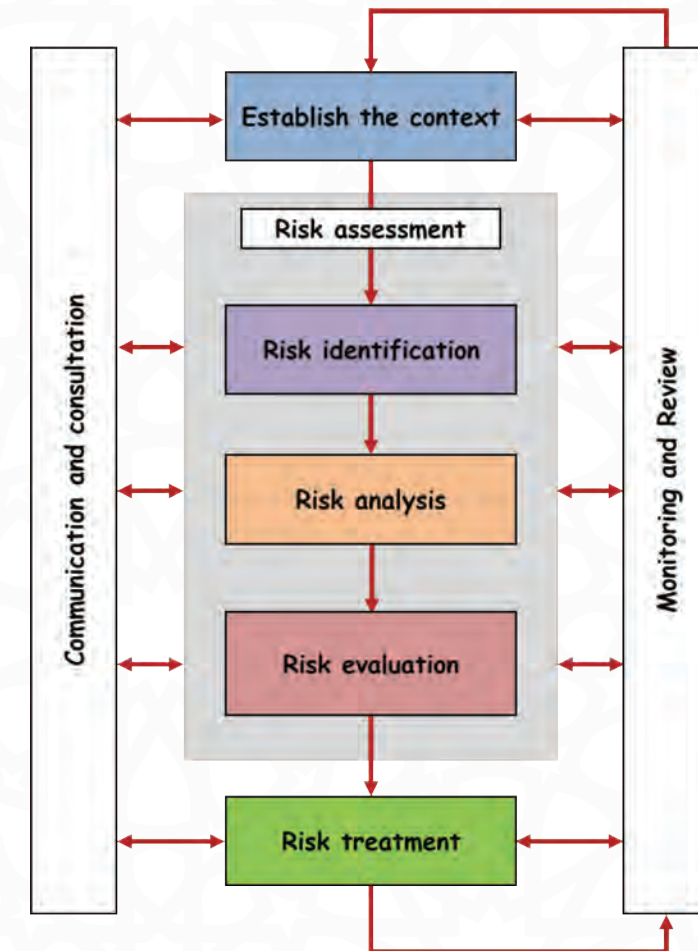 Establish the context
Risk assessment
Risk identification
Risk analysis
Risk evaluation
Risk treatment
Communication and consultation
Monitoring and Review